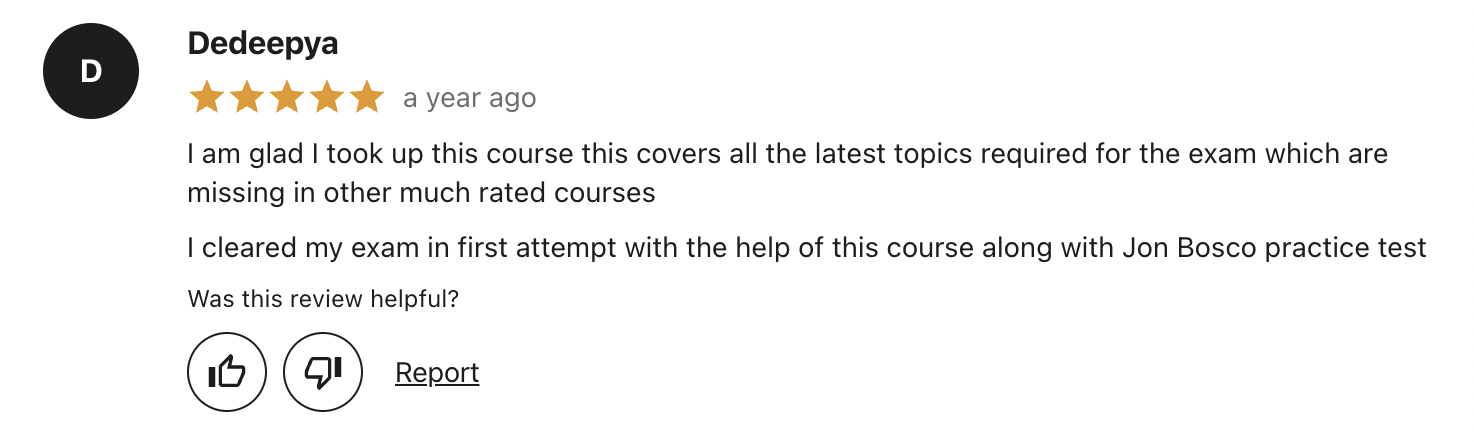 D
Dedeepya
a year ago
I am glad I took up this course this covers all the latest topics required for the exam which are
missing in other much rated courses
I cleared my exam in first attempt with the help of this course along with Jon Bosco practice test
Was this review helpful?
Report